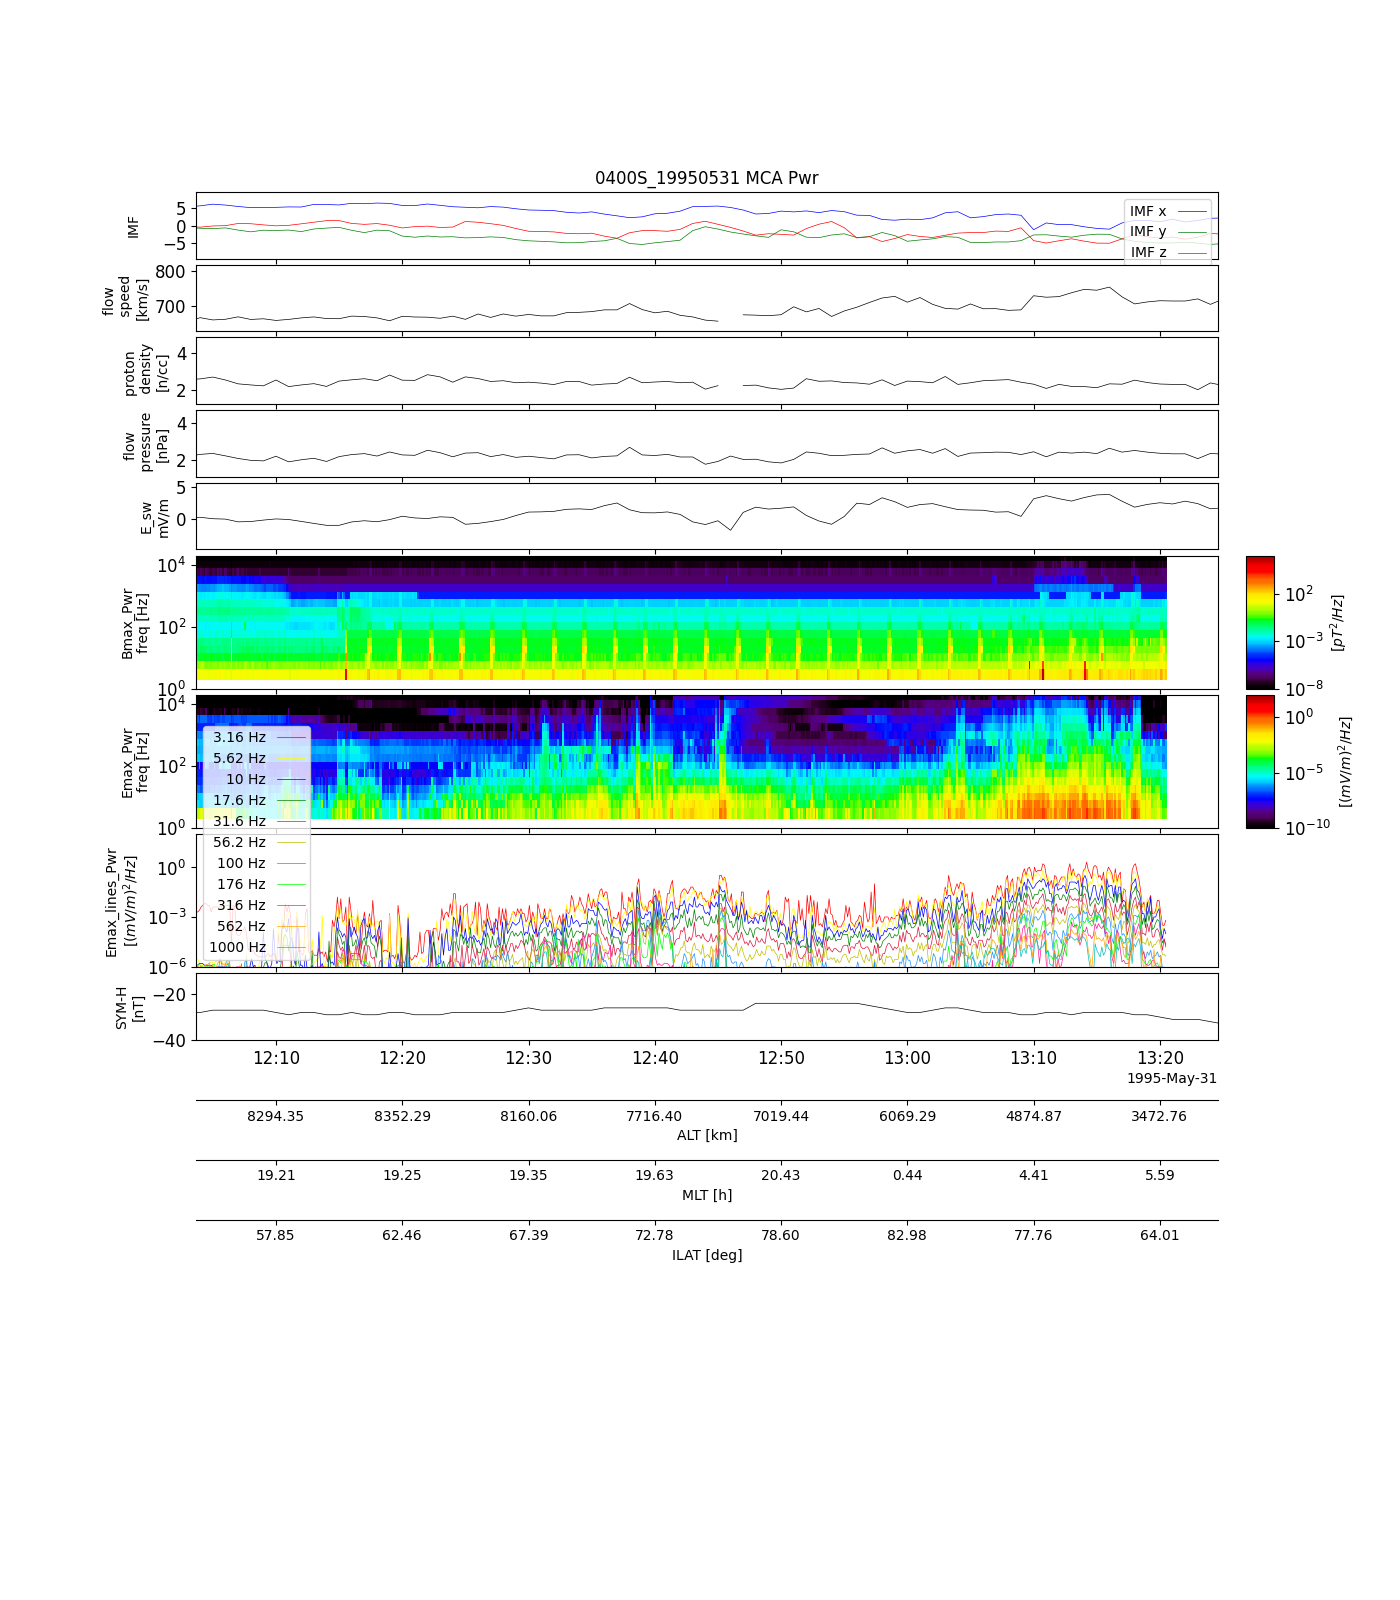 0400S_19950531 MCA Pwr
IMF
5
0
−5
IMF x
IMF y
IMF z
flow
speed
[km/s]
800
700
proton
density
[n/cc]
4
2
flow
pressure
[nPa]
4
2
E_sw
mV/m
5
0
Bmax_Pwr
freq [Hz]
10^4
10^2
10^0
10^2
10^−3
10^−8
[pT^2/Hz]
Emax_Pwr
freq [Hz]
10^4
10^2
10^0
10^0
10^−5
10^−10
[(mV/m)^2/Hz]
3.16 Hz
5.62 Hz
10 Hz
17.6 Hz
31.6 Hz
56.2 Hz
100 Hz
176 Hz
316 Hz
562 Hz
1000 Hz
Emax_lines_Pwr
[(mV/m)^2/Hz]
10^0
10^−3
10^−6
SYM-H
[nT]
−20
−40
12:10 12:20 12:30 12:40 12:50 13:00 13:10 13:20
1995-May-31
8294.35 8352.29 8160.06 7716.40 7019.44 6069.29 4874.87 3472.76
ALT [km]
19.21 19.25 19.35 19.63 20.43 0.44 4.41 5.59
MLT [h]
57.85 62.46 67.39 72.78 78.60 82.98 77.76 64.01
ILAT [deg]